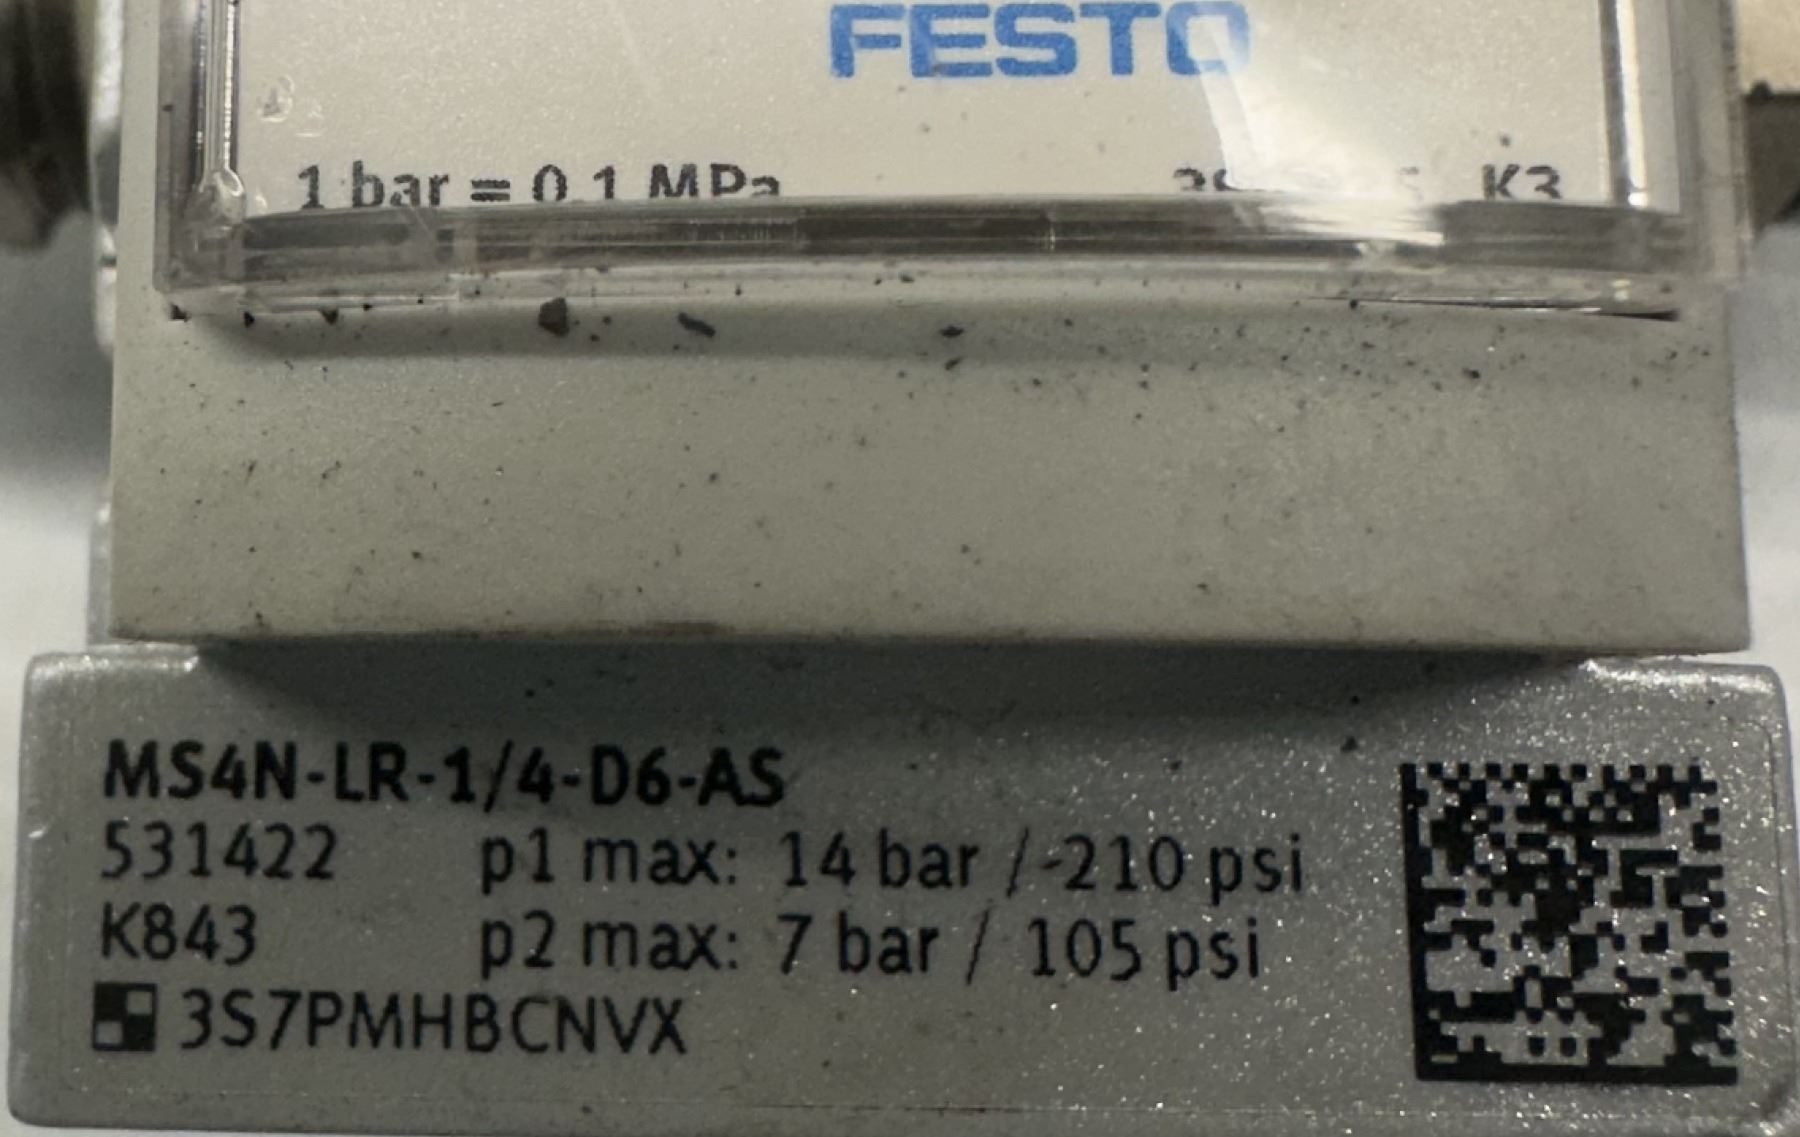 FESTO
1 bar = 0.1 MPa K3
MS4N-LR-1/4-D6-AS
531422 p1 max: 14 bar / 210 psi
K843 p2 max: 7 bar / 105 psi
3S7PMHBCNVX